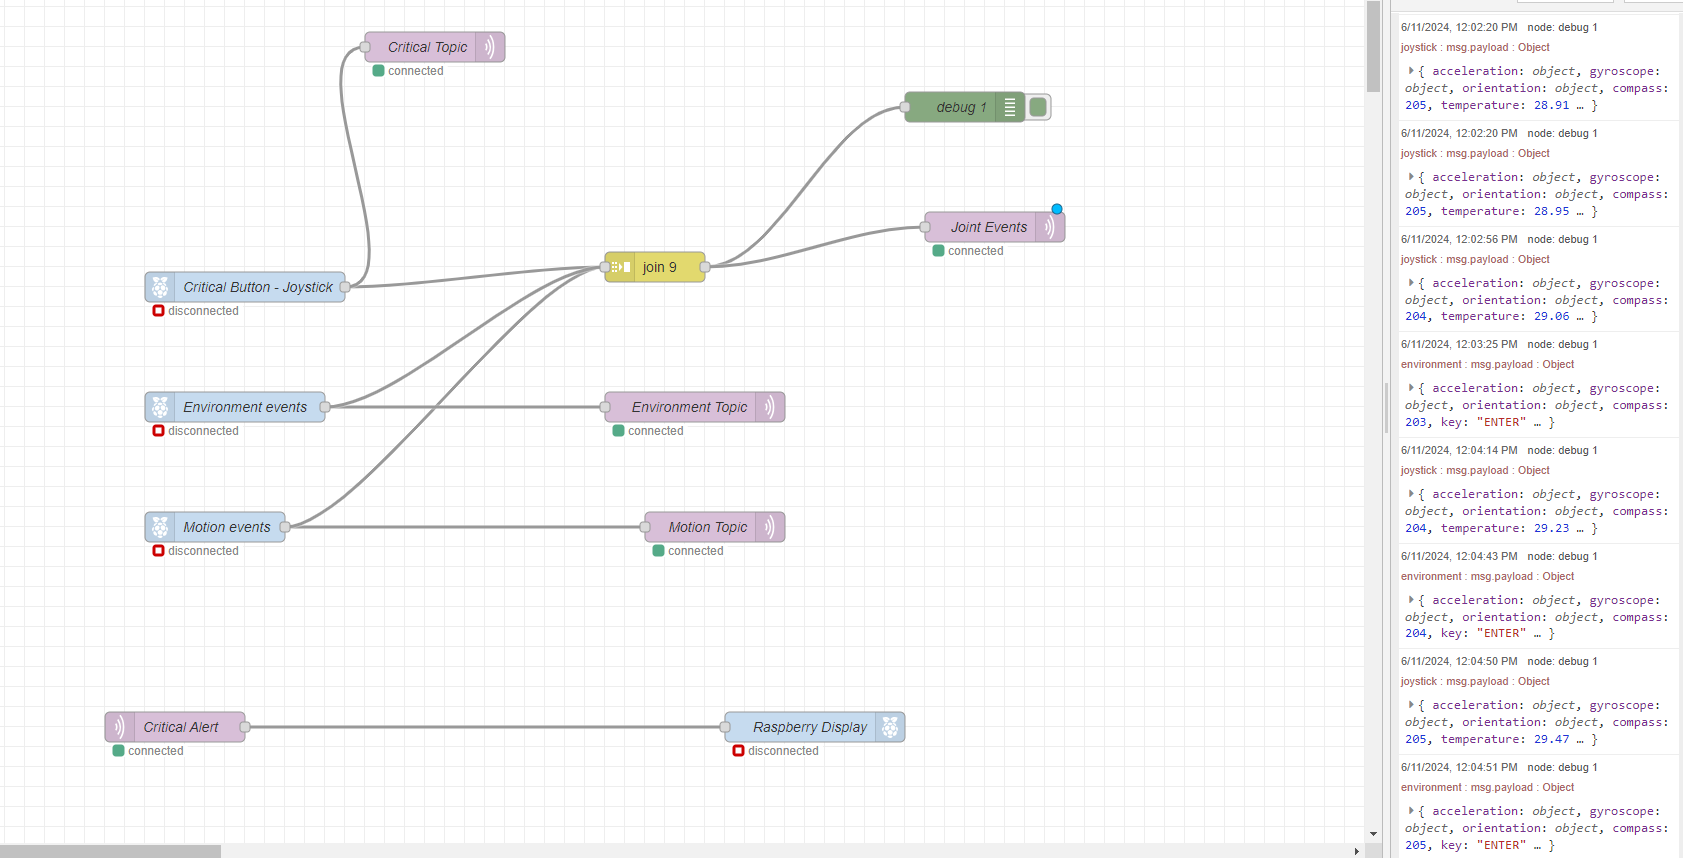 Critical Topic
connected
debug 1
Joint Events
connected
join 9
Critical Button - Joystick
disconnected
Environment events
disconnected
Environment Topic
connected
Motion events
disconnected
Motion Topic
connected
Critical Alert
connected
Raspberry Display
disconnected
6/11/2024, 12:02:20 PM node: debug 1
joystick : msg.payload : Object
{ acceleration: object, gyroscope:
object, orientation: object, compass:
205, temperature: 28.91 … }
6/11/2024, 12:02:20 PM node: debug 1
joystick : msg.payload : Object
{ acceleration: object, gyroscope:
object, orientation: object, compass:
205, temperature: 28.95 … }
6/11/2024, 12:02:56 PM node: debug 1
joystick : msg.payload : Object
{ acceleration: object, gyroscope:
object, orientation: object, compass:
204, temperature: 29.06 … }
6/11/2024, 12:03:25 PM node: debug 1
environment : msg.payload : Object
{ acceleration: object, gyroscope:
object, orientation: object, compass:
203, key: "ENTER" … }
6/11/2024, 12:04:14 PM node: debug 1
joystick : msg.payload : Object
{ acceleration: object, gyroscope:
object, orientation: object, compass:
204, temperature: 29.23 … }
6/11/2024, 12:04:43 PM node: debug 1
environment : msg.payload : Object
{ acceleration: object, gyroscope:
object, orientation: object, compass:
204, key: "ENTER" … }
6/11/2024, 12:04:50 PM node: debug 1
joystick : msg.payload : Object
{ acceleration: object, gyroscope:
object, orientation: object, compass:
205, temperature: 29.47 … }
6/11/2024, 12:04:51 PM node: debug 1
environment : msg.payload : Object
{ acceleration: object, gyroscope:
object, orientation: object, compass:
205, key: "ENTER" … }